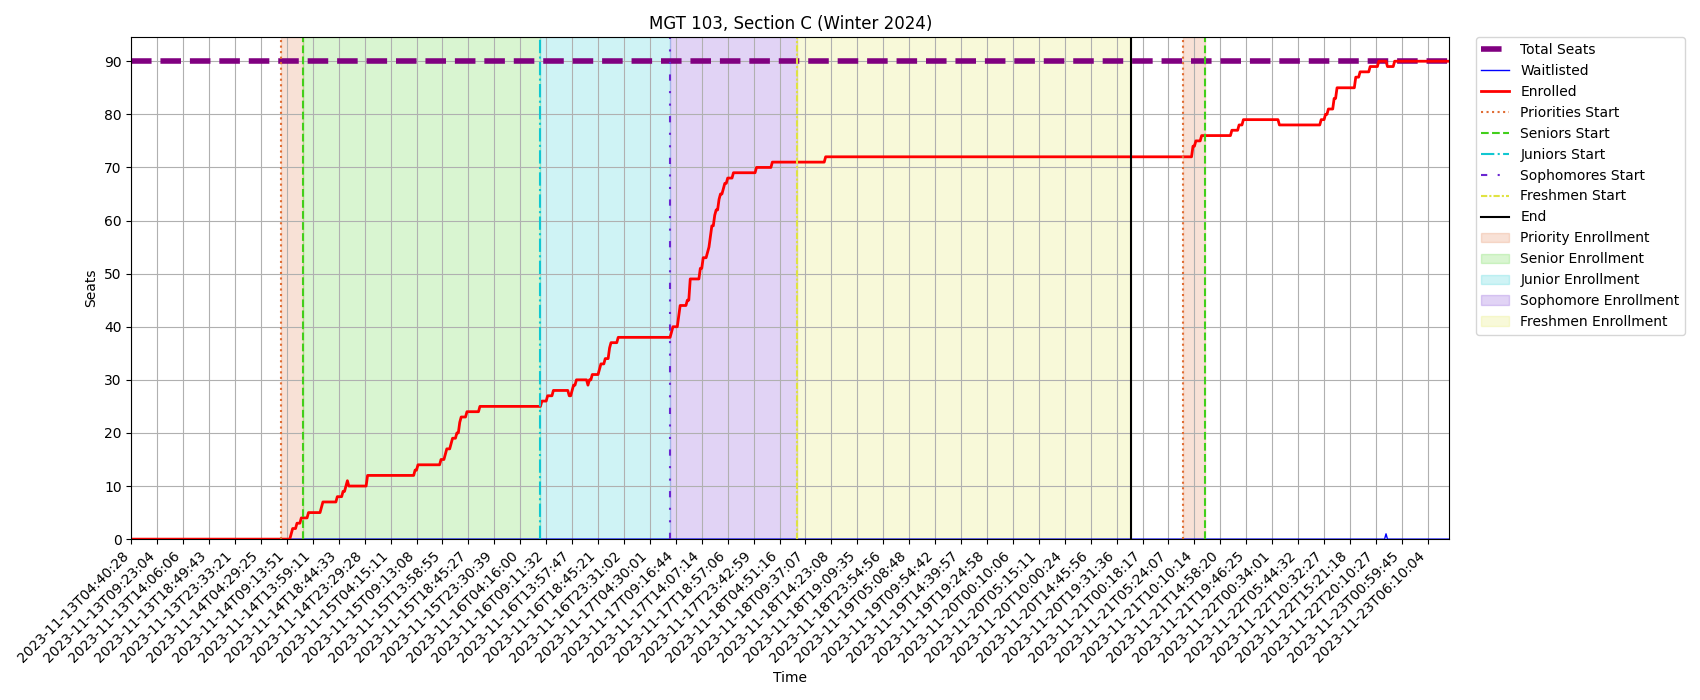 MGT 103, Section C (Winter 2024)
Total Seats
Waitlisted
Enrolled
Priorities Start
Seniors Start
Juniors Start
Sophomores Start
Freshmen Start
End
Priority Enrollment
Senior Enrollment
Junior Enrollment
Sophomore Enrollment
Freshmen Enrollment
Seats
90
80
70
60
50
40
30
20
10
0
2023-11-13T04:40:28
2023-11-13T09:23:04
2023-11-13T14:06:06
2023-11-13T18:49:43
2023-11-13T23:33:21
2023-11-14T04:29:25
2023-11-14T09:13:51
2023-11-14T13:59:11
2023-11-14T18:44:33
2023-11-14T23:29:28
2023-11-15T04:15:11
2023-11-15T09:13:08
2023-11-15T13:58:55
2023-11-15T18:45:27
2023-11-15T23:30:39
2023-11-16T04:16:00
2023-11-16T09:11:32
2023-11-16T13:57:47
2023-11-16T18:45:21
2023-11-16T23:31:02
2023-11-17T04:30:01
2023-11-17T09:16:44
2023-11-17T14:07:14
2023-11-17T18:57:06
2023-11-17T23:42:59
2023-11-18T04:51:16
2023-11-18T09:37:07
2023-11-18T14:23:08
2023-11-18T19:09:35
2023-11-18T23:54:56
2023-11-19T05:08:48
2023-11-19T09:54:42
2023-11-19T14:39:57
2023-11-19T19:24:58
2023-11-20T00:10:06
2023-11-20T05:15:11
2023-11-20T10:00:24
2023-11-20T14:45:56
2023-11-20T19:31:36
2023-11-21T00:18:17
2023-11-21T05:24:07
2023-11-21T10:10:14
2023-11-21T14:58:20
2023-11-21T19:46:25
2023-11-22T00:34:01
2023-11-22T05:44:32
2023-11-22T10:32:27
2023-11-22T15:21:18
2023-11-22T20:10:27
2023-11-23T00:59:45
2023-11-23T06:10:04
Time